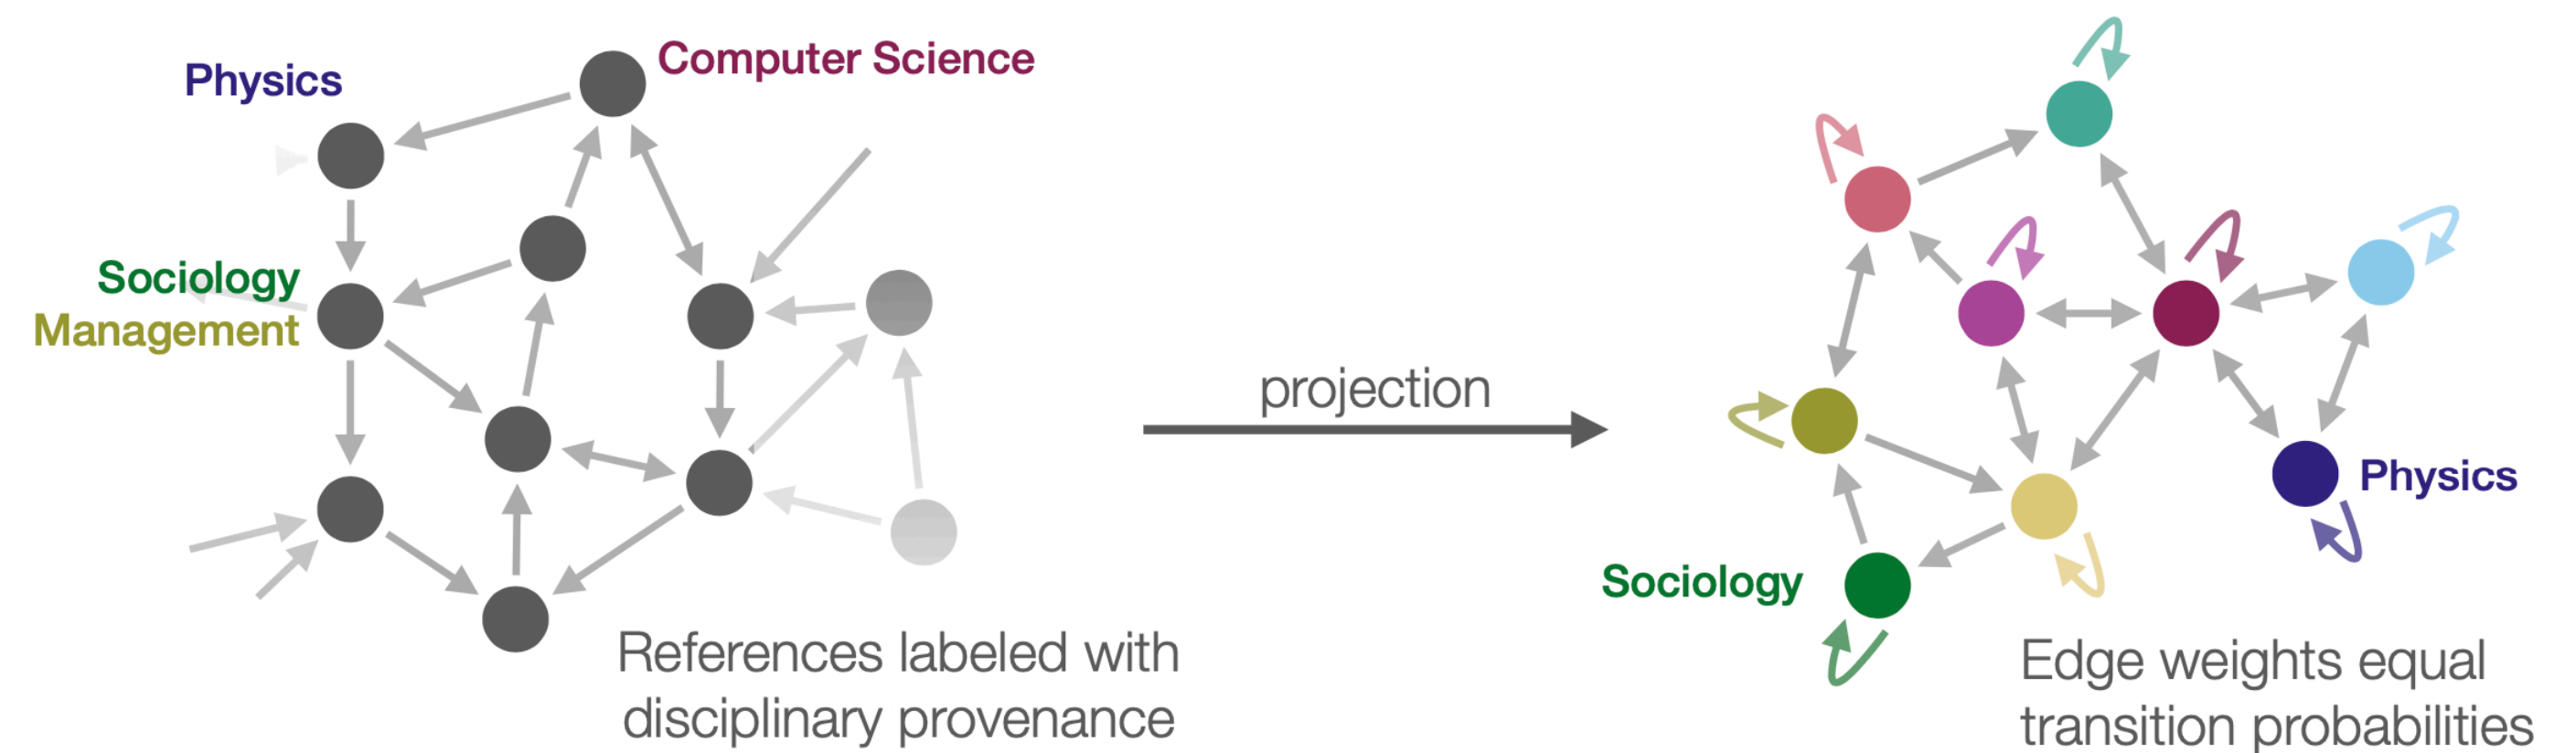 Physics
Computer Science
Sociology
Management
References labeled with
disciplinary provenance
projection
Physics
Sociology
Edge weights equal
transition probabilities